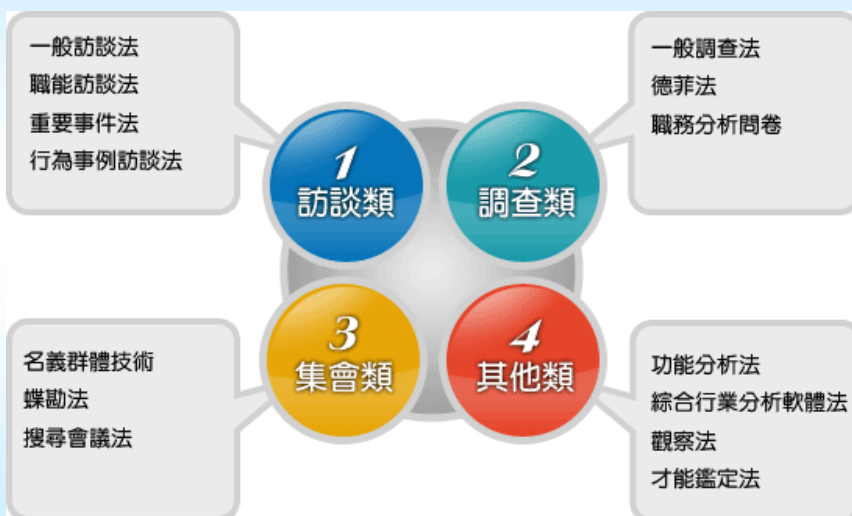 一般訪談法
職能訪談法
重要事件法
行為事例訪談法
1
訪談類
一般調查法
德菲法
職務分析問卷
2
調查類
名義群體技術
蝶勘法
搜尋會議法
3
集會類
功能分析法
綜合行業分析軟體法
觀察法
才能鑑定法
4
其他類